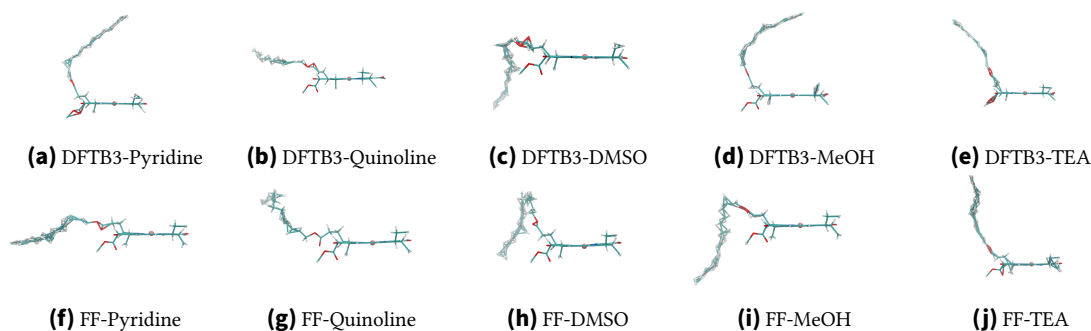 (a) DFTB3-Pyridine
(b) DFTB3-Quinoline
(c) DFTB3-DMSO
(d) DFTB3-MeOH
(e) DFTB3-TEA
(f) FF-Pyridine
(g) FF-Quinoline
(h) FF-DMSO
(i) FF-MeOH
(j) FF-TEA